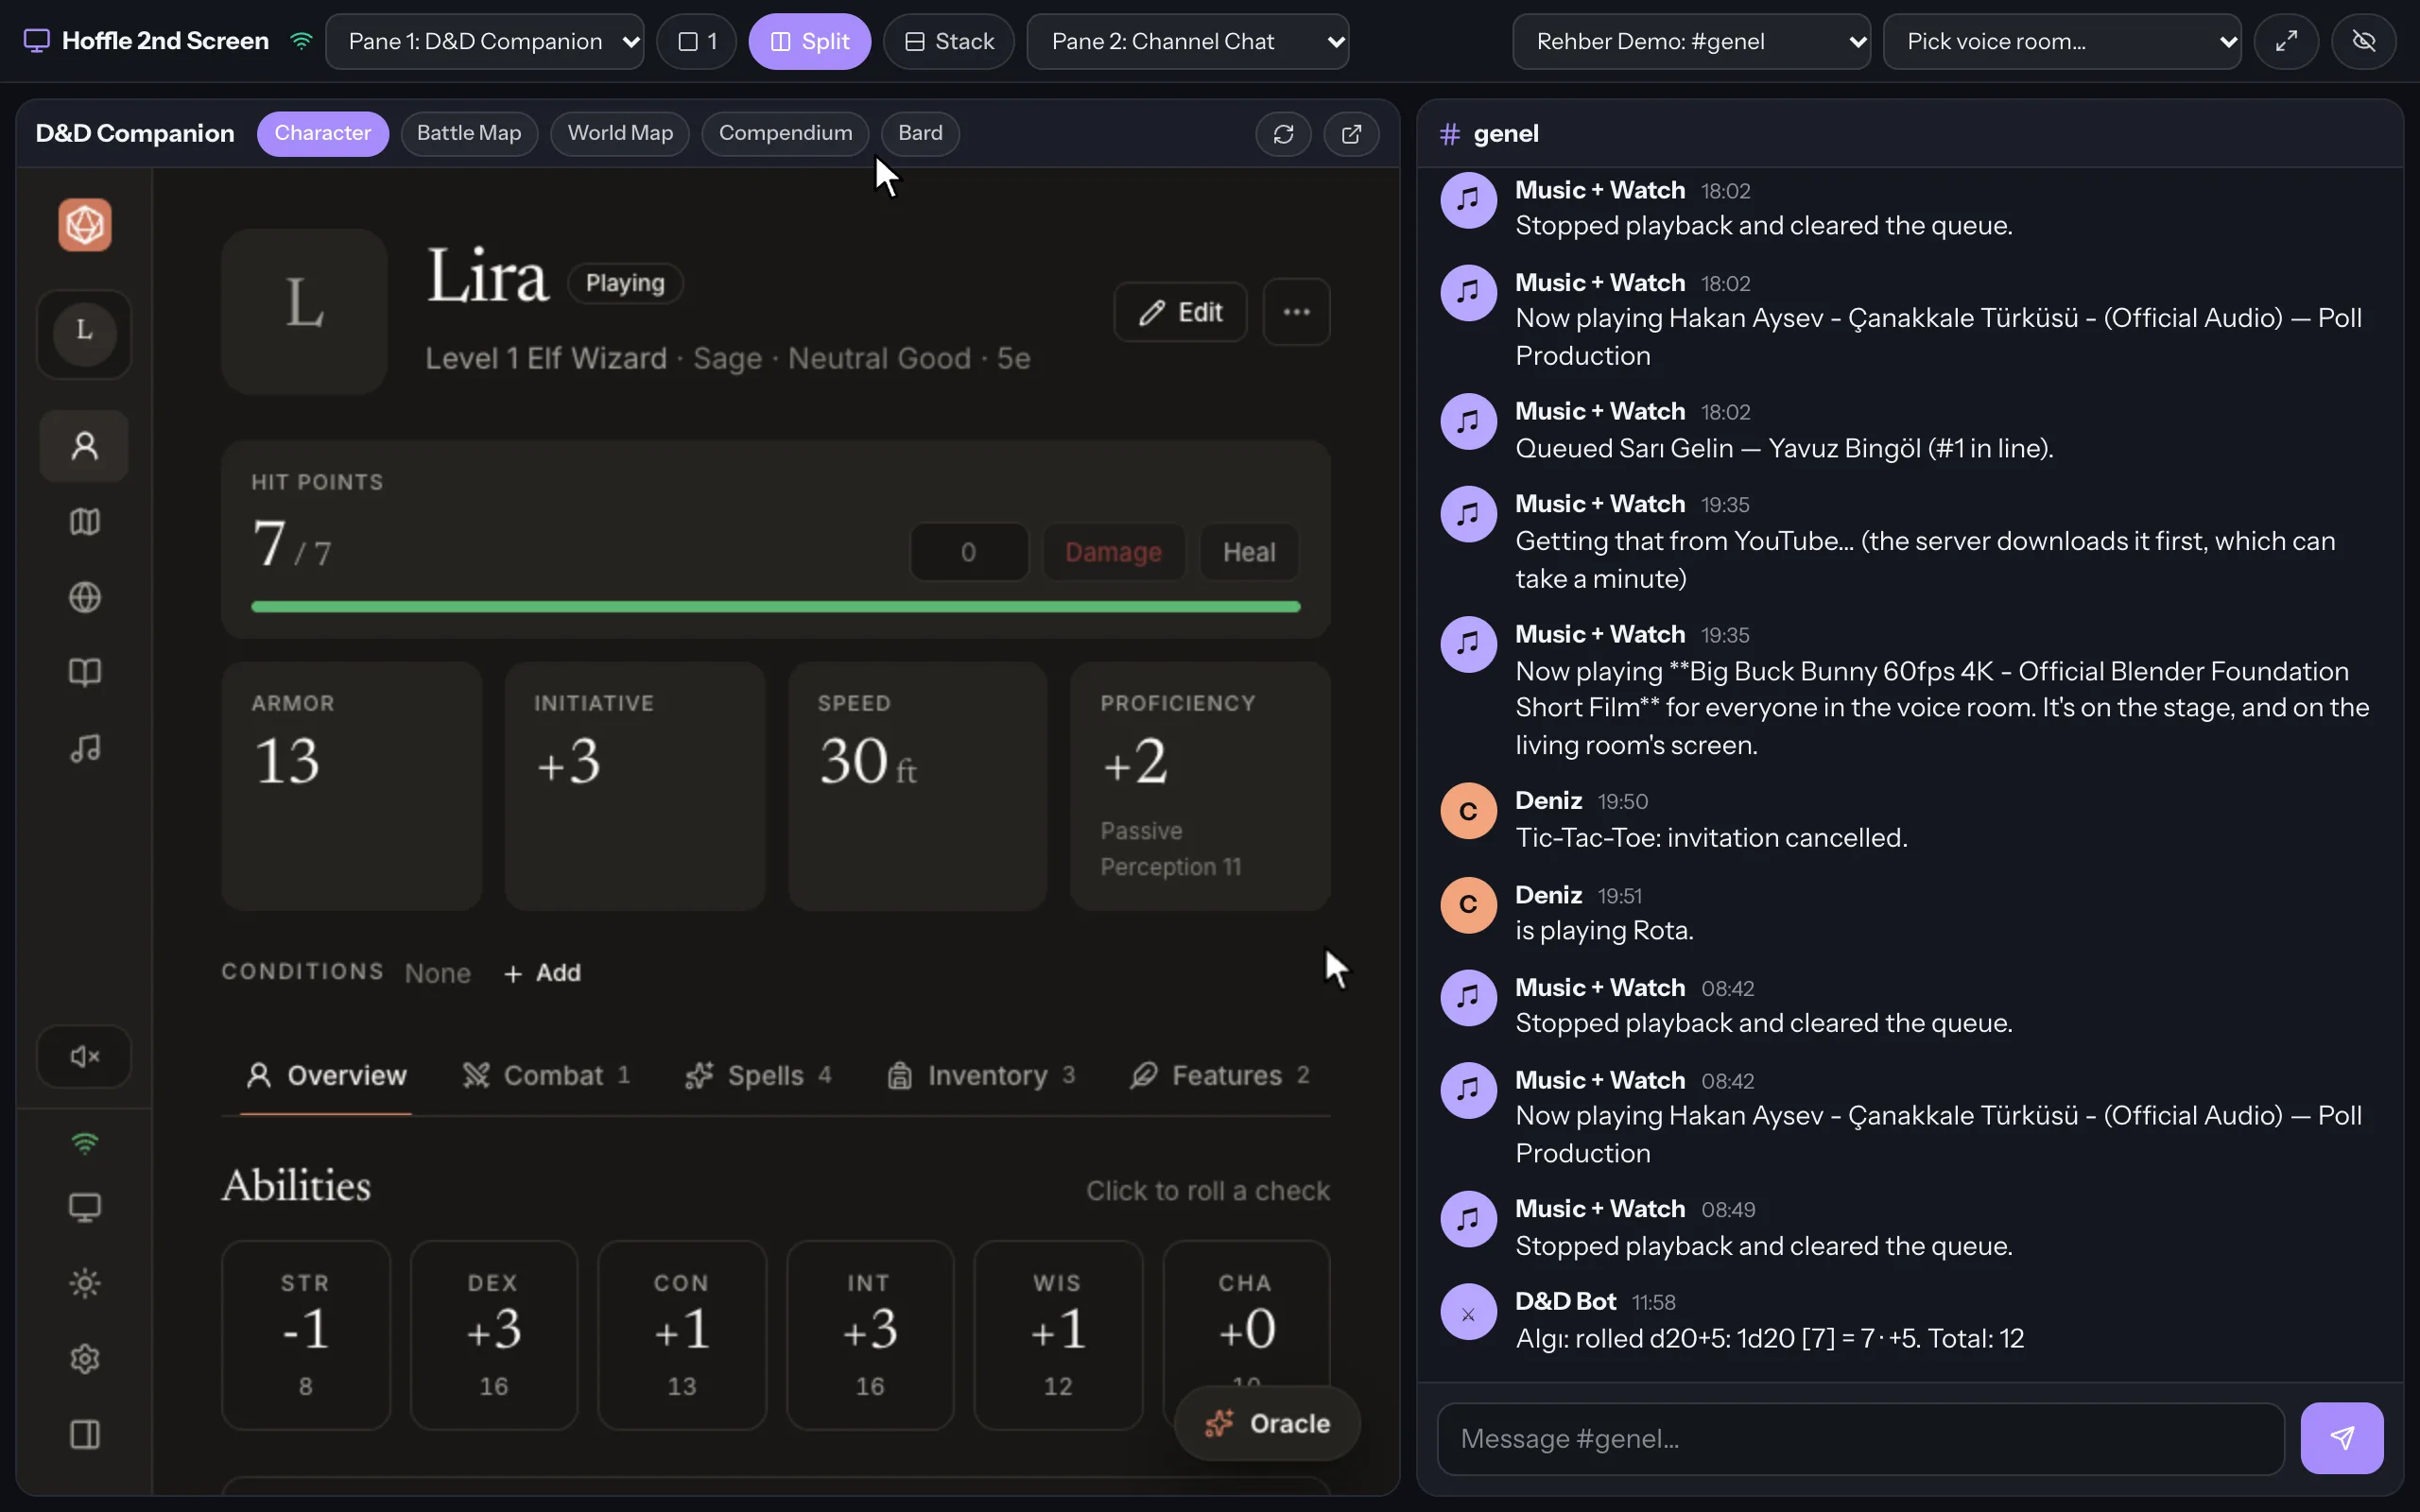 Hoffle 2nd Screen
Pane 1: D&D Companion
1
Split
Stack
Pane 2: Channel Chat
Rehber Demo: #genel
Pick voice room...
D&D Companion
Character
Battle Map
World Map
Compendium
Bard
L
L
Lira
Playing
Level 1 Elf Wizard · Sage · Neutral Good · 5e
Edit
HIT POINTS
7 / 7
0
Damage
Heal
ARMOR
13
INITIATIVE
+3
SPEED
30 ft
PROFICIENCY
+2
Passive
Perception 11
CONDITIONS None + Add
Overview
Combat 1
Spells 4
Inventory 3
Features 2
Abilities
Click to roll a check
STR
-1
8
DEX
+3
16
CON
+1
13
INT
+3
16
WIS
+1
12
CHA
+0
Oracle
# genel
Music + Watch 18:02
Stopped playback and cleared the queue.
Music + Watch 18:02
Now playing Hakan Aysev - Çanakkale Türküsü - (Official Audio) — Poll
Production
Music + Watch 18:02
Queued Sarı Gelin — Yavuz Bingöl (#1 in line).
Music + Watch 19:35
Getting that from YouTube... (the server downloads it first, which can
take a minute)
Music + Watch 19:35
Now playing **Big Buck Bunny 60fps 4K - Official Blender Foundation
Short Film** for everyone in the voice room. It's on the stage, and on the
living room's screen.
C
Deniz 19:50
Tic-Tac-Toe: invitation cancelled.
C
Deniz 19:51
is playing Rota.
Music + Watch 08:42
Stopped playback and cleared the queue.
Music + Watch 08:42
Now playing Hakan Aysev - Çanakkale Türküsü - (Official Audio) — Poll
Production
Music + Watch 08:49
Stopped playback and cleared the queue.
D&D Bot 11:58
Algı: rolled d20+5: 1d20 [7] = 7 · +5. Total: 12
Message #genel...